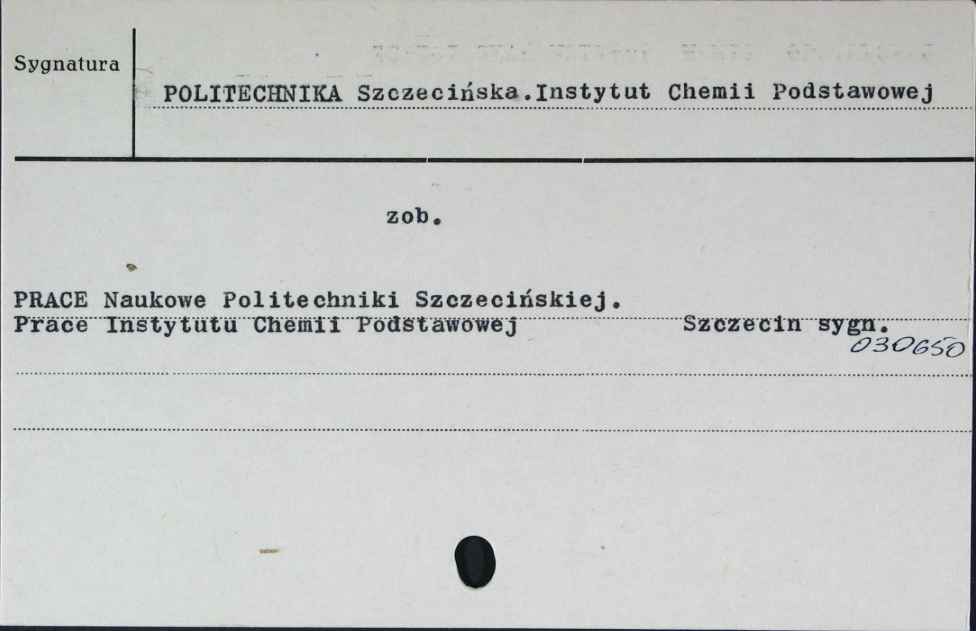 Sygnatura
POLITECHNIKA Szczecińska.Instytut Chemii Podstawowej
zob.
PRACE Naukowe Politechniki Szczecińskiej.
Prace Instytutu Chemii Podstawowej Szczecin sygn.
030650